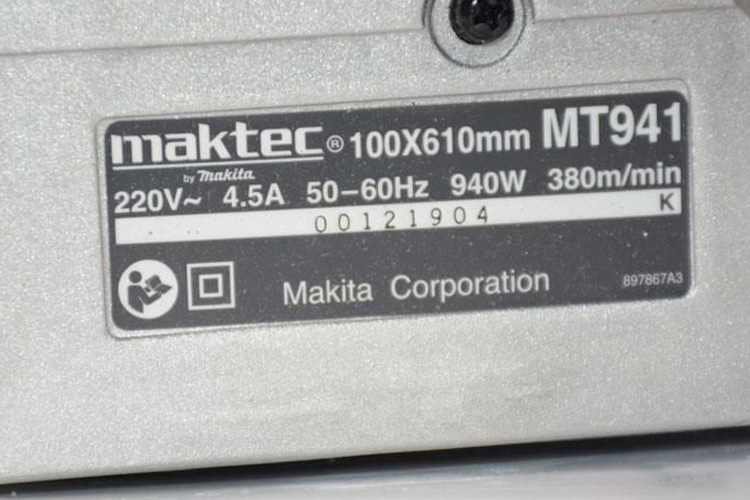 maktec® 100X610mm MT941
by makita
220V~ 4.5A 50-60Hz 940W 380m/min
00121904 K
Makita Corporation 897867A3